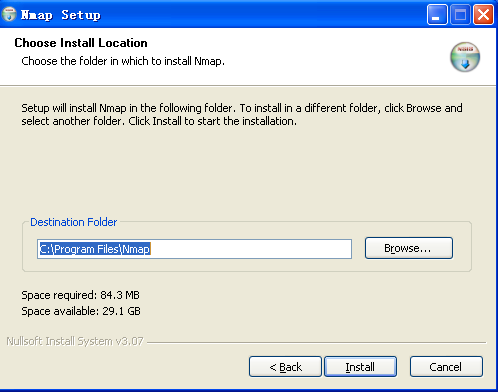 Nmap Setup
Choose Install Location
Choose the folder in which to install Nmap.
Setup will install Nmap in the following folder. To install in a different folder, click Browse and
select another folder. Click Install to start the installation.
Destination Folder
C:\Program Files\Nmap
Browse...
Space required: 84.3 MB
Space available: 29.1 GB
Nullsoft Install System v3.07
< Back
Install
Cancel